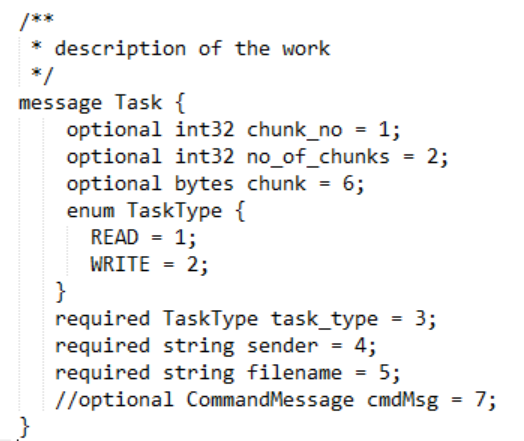 /**
 * description of the work
 */
message Task {
    optional int32 chunk_no = 1;
    optional int32 no_of_chunks = 2;
    optional bytes chunk = 6;
    enum TaskType {
      READ = 1;
      WRITE = 2;
   }
   required TaskType task_type = 3;
   required string sender = 4;
   required string filename = 5;
   //optional CommandMessage cmdMsg = 7;
}